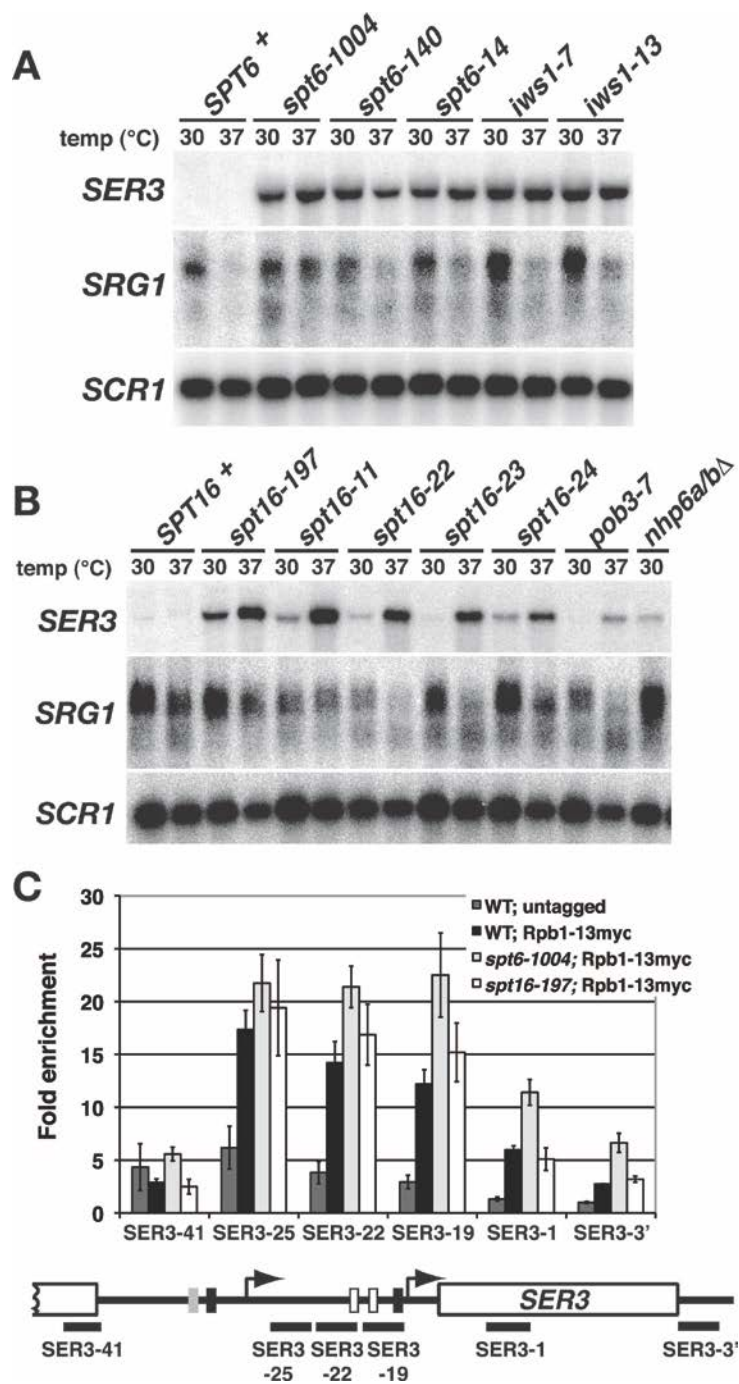 A
SPT6 + spt6-1004 spt6-140 spt6-14 iws1-7 iws1-13
temp (°C) 30 37 30 37 30 37 30 37 30 37 30 37
SER3
SRG1
SCR1
B
SPT16 + spt16-197 spt16-11 spt16-22 spt16-23 spt16-24 pob3-7 nhp6a/bΔ
temp (°C) 30 37 30 37 30 37 30 37 30 37 30 37 30 37 30
SER3
SRG1
SCR1
C
Fold enrichment
30
25
20
15
10
5
0
WT; untagged
WT; Rpb1-13myc
spt6-1004; Rpb1-13myc
spt16-197; Rpb1-13myc
SER3-41 SER3-25 SER3-22 SER3-19 SER3-1 SER3-3'
SER3
SER3-41 SER3 SER3 SER3 SER3-1 SER3-3'
-25 -22 -19